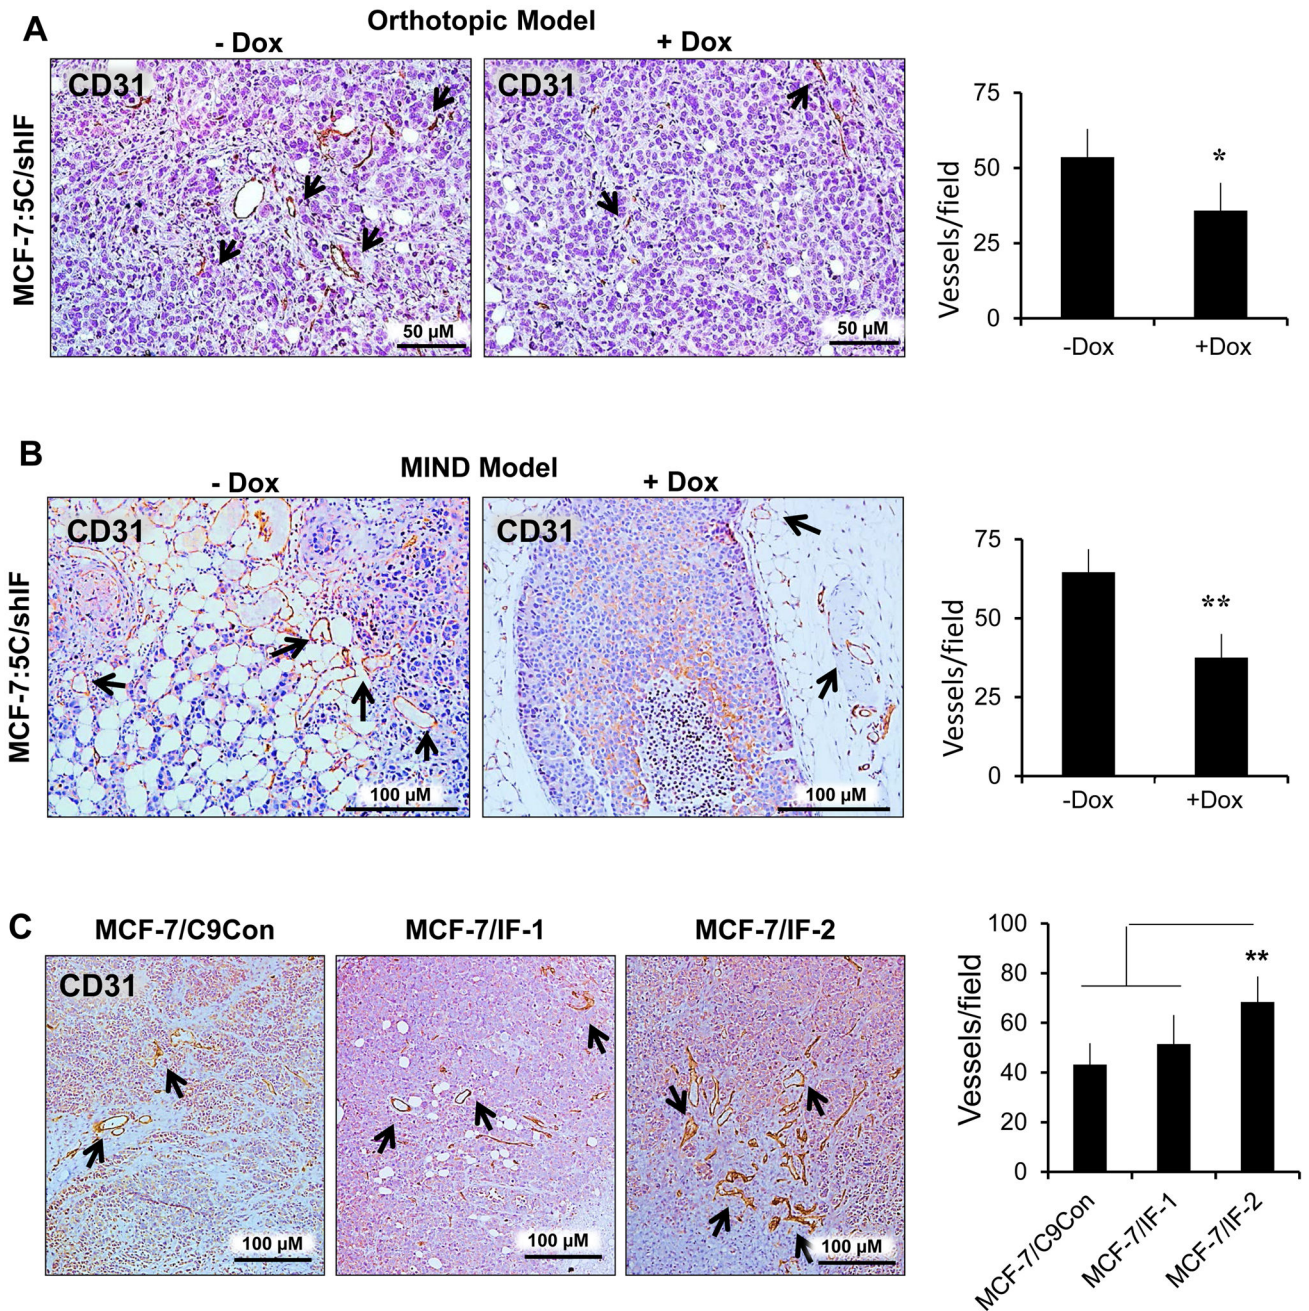 A
Orthotopic Model
- Dox
+ Dox
MCF-7:5C/shIF
CD31
50 µM
CD31
50 µM
Vessels/field
75
50
25
0
*
-Dox
+Dox
B
MIND Model
- Dox
+ Dox
MCF-7:5C/shIF
CD31
100 µM
CD31
100 µM
Vessels/field
75
50
25
0
**
-Dox
+Dox
C
MCF-7/C9Con
MCF-7/IF-1
MCF-7/IF-2
CD31
100 µM
100 µM
100 µM
Vessels/field
100
80
60
40
20
0
**
MCF-7/C9Con
MCF-7/IF-1
MCF-7/IF-2